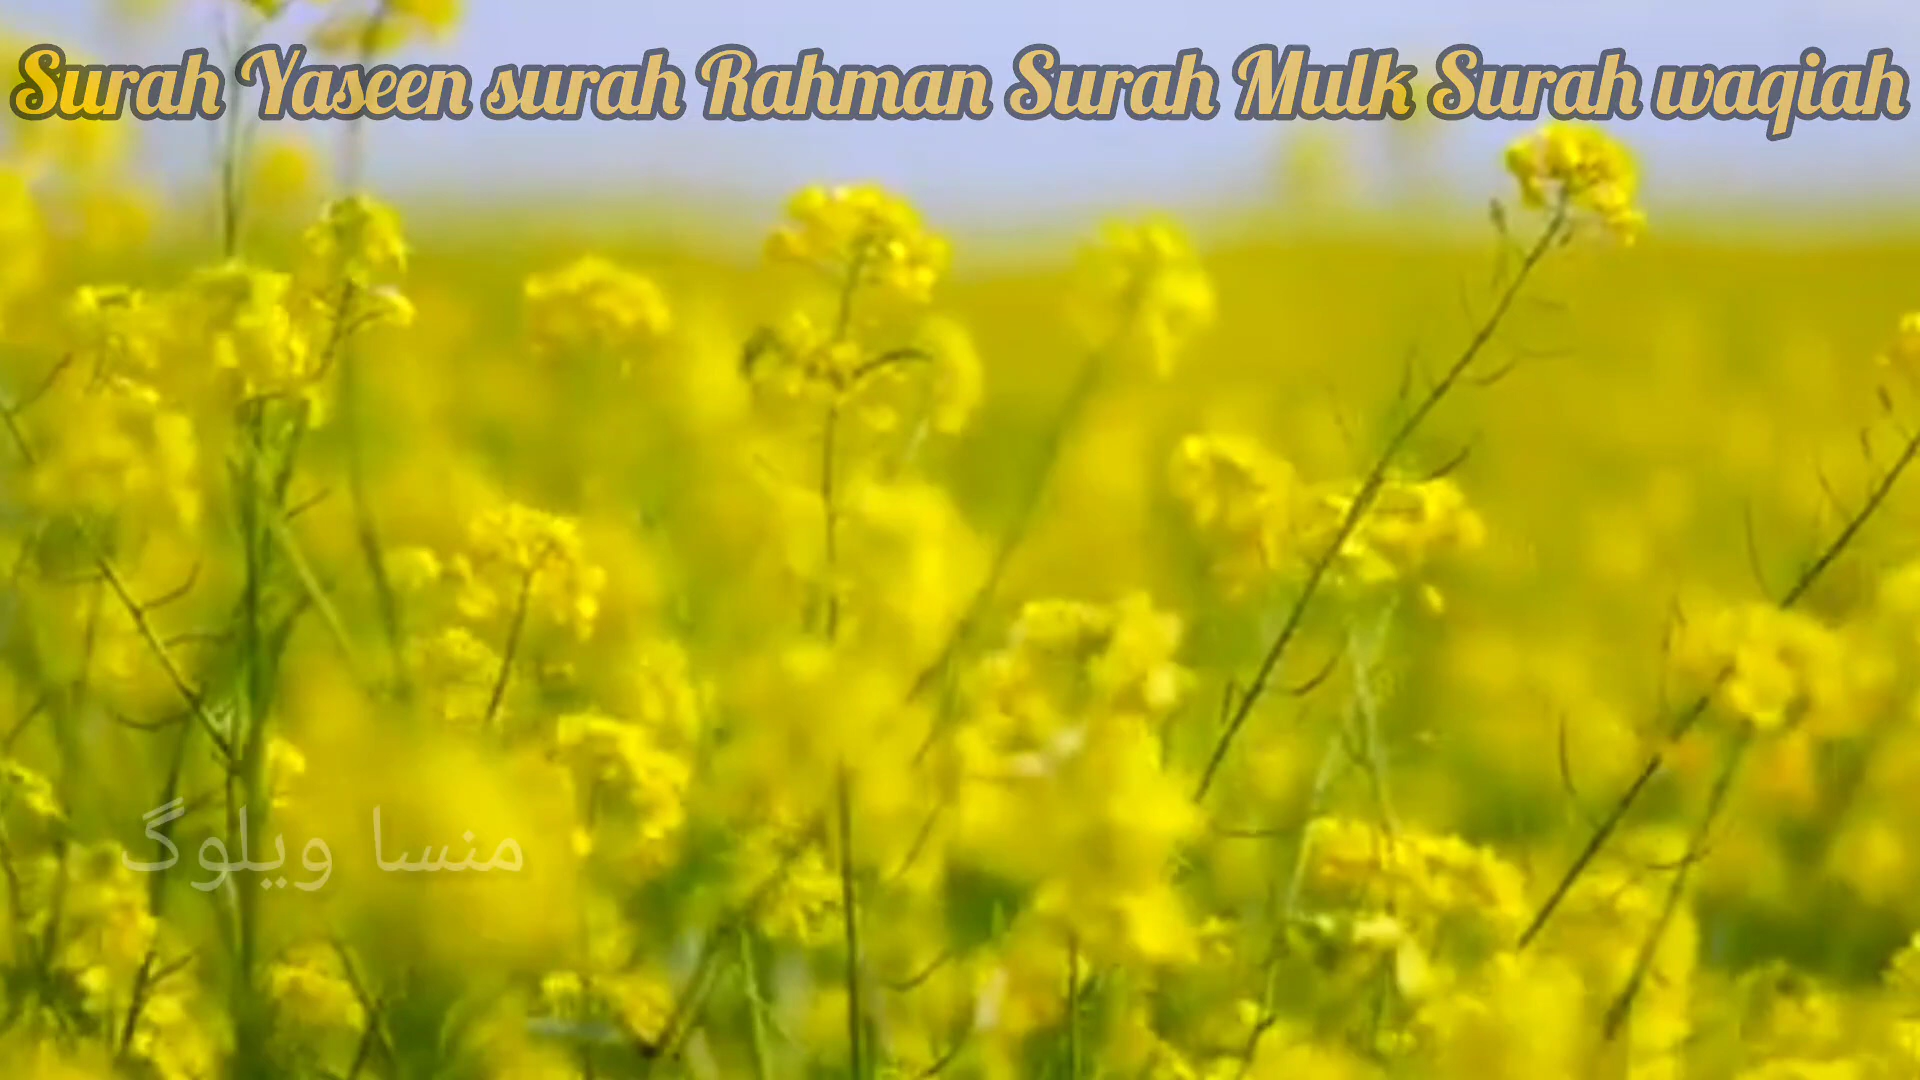 Surah Yaseen surah Rahman Surah Mulk Surah waqiah
منسا ویلوگ